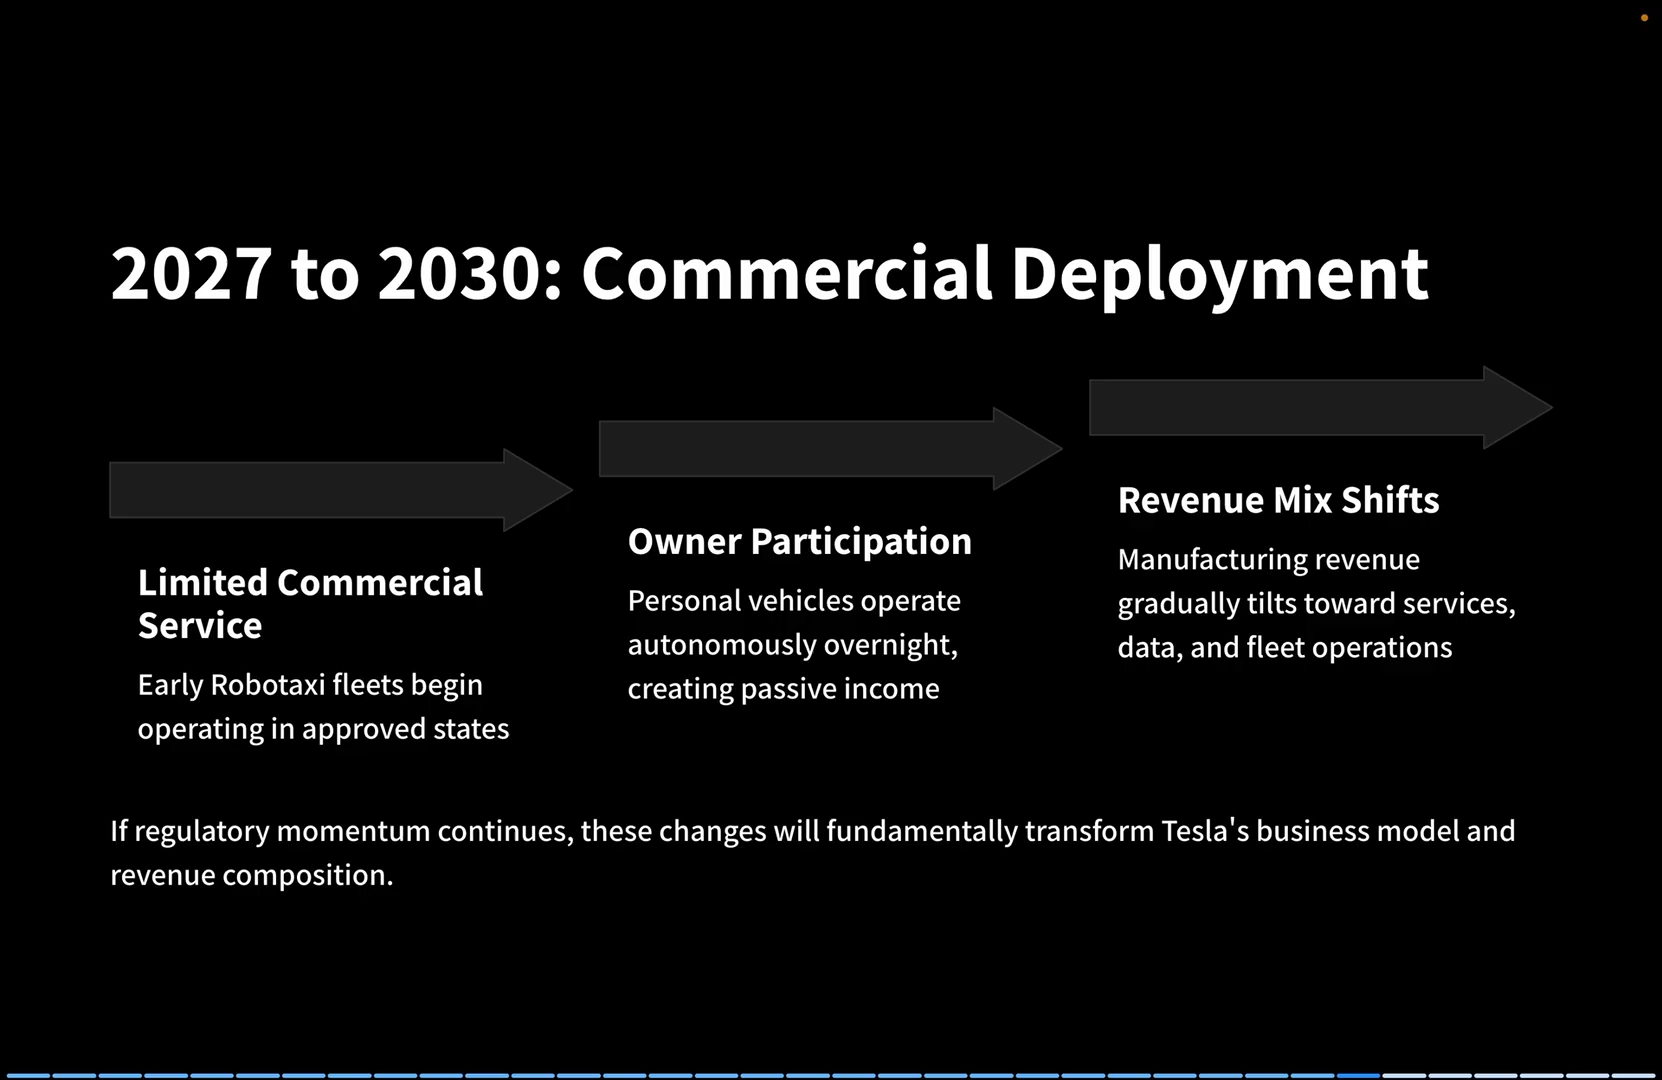 2027 to 2030: Commercial Deployment
Limited Commercial
Service
Early Robotaxi fleets begin
operating in approved states
Owner Participation
Personal vehicles operate
autonomously overnight,
creating passive income
Revenue Mix Shifts
Manufacturing revenue
gradually tilts toward services,
data, and fleet operations
If regulatory momentum continues, these changes will fundamentally transform Tesla's business model and
revenue composition.